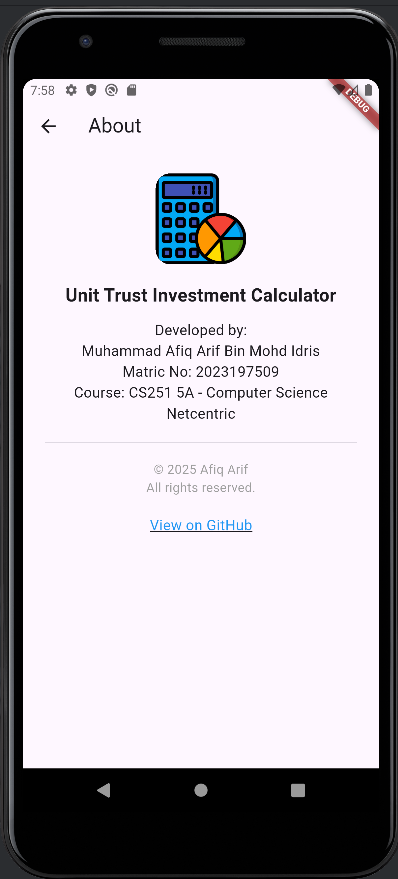 7:58
DEBUG
About
Unit Trust Investment Calculator
Developed by:
Muhammad Afiq Arif Bin Mohd Idris
Matric No: 2023197509
Course: CS251 5A - Computer Science
Netcentric
© 2025 Afiq Arif
All rights reserved.
View on GitHub